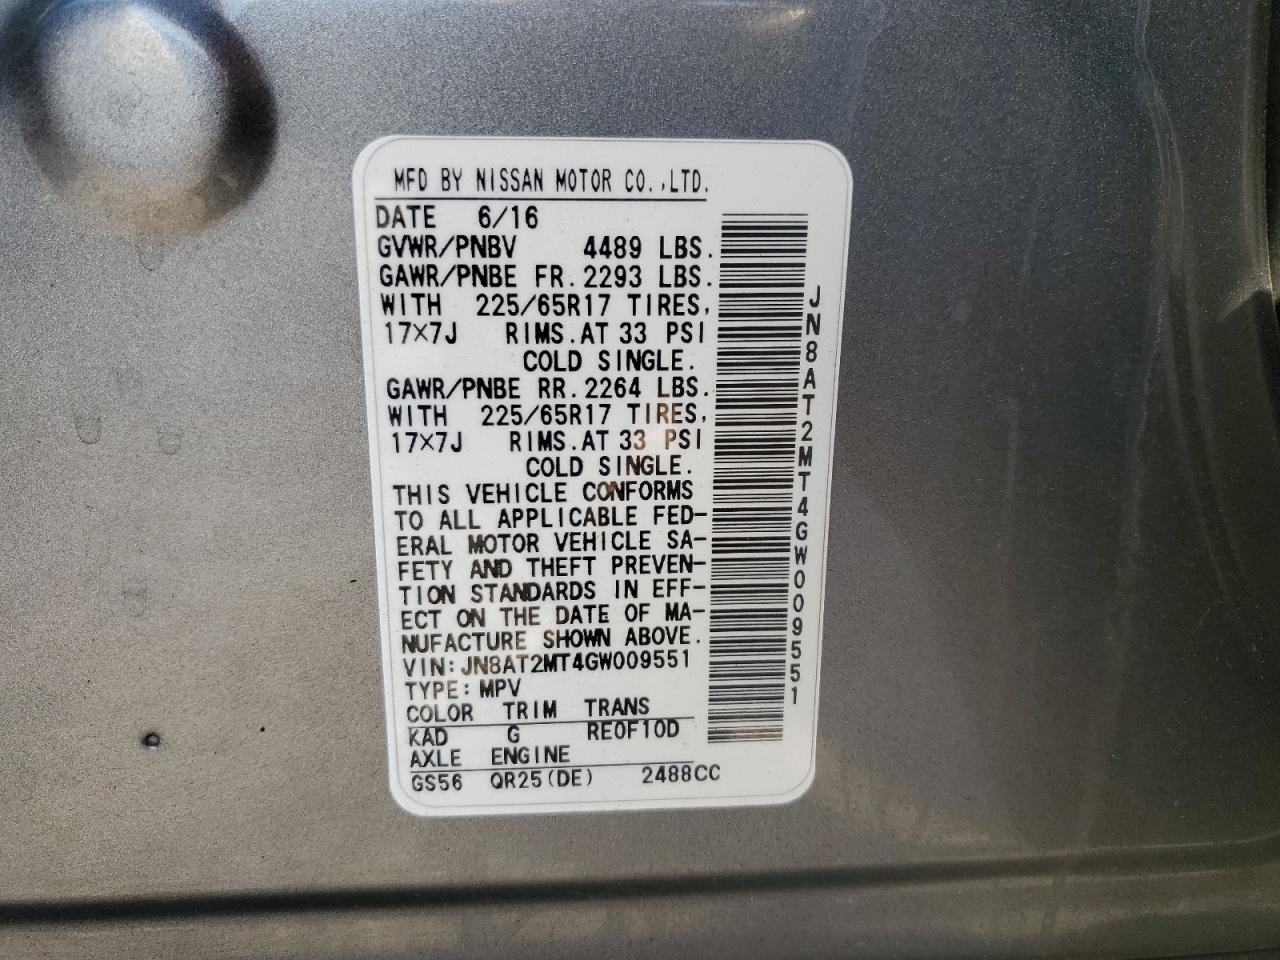 MFD BY NISSAN MOTOR CO.,LTD.
DATE 6/16
GVWR/PNBV 4489 LBS.
GAWR/PNBE FR. 2293 LBS.
WITH 225/65R17 TIRES,
17×7J RIMS. AT 33 PSI
COLD SINGLE.
GAWR/PNBE RR. 2264 LBS.
WITH 225/65R17 TIRES,
17×7J RIMS. AT 33 PSI
COLD SINGLE.
THIS VEHICLE CONFORMS
TO ALL APPLICABLE FED-
ERAL MOTOR VEHICLE SA-
FETY AND THEFT PREVEN-
TION STANDARDS IN EFF-
ECT ON THE DATE OF MA-
NUFACTURE SHOWN ABOVE.
VIN: JN8AT2MT4GW009551
TYPE: MPV
COLOR TRIM TRANS
KAD G RE0F10D
AXLE ENGINE
GS56 QR25(DE) 2488CC
JN8AT2MT4GW009551